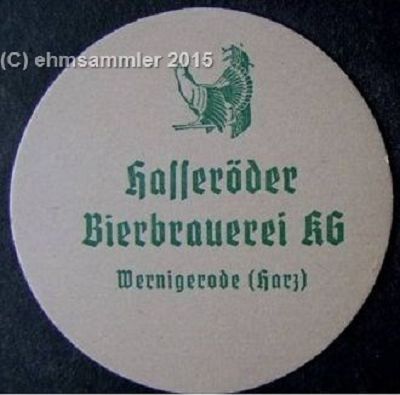 (C) ehmsammler 2015
Hasseröder
Bierbrauerei KG
Wernigerode (Harz)